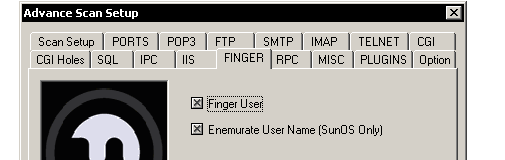 Advance Scan Setup
Scan Setup PORTS POP3 FTP SMTP IMAP TELNET CGI
CGI Holes SQL IPC IIS FINGER RPC MISC PLUGINS Option
Finger User
Enemurate User Name (SunOS Only)